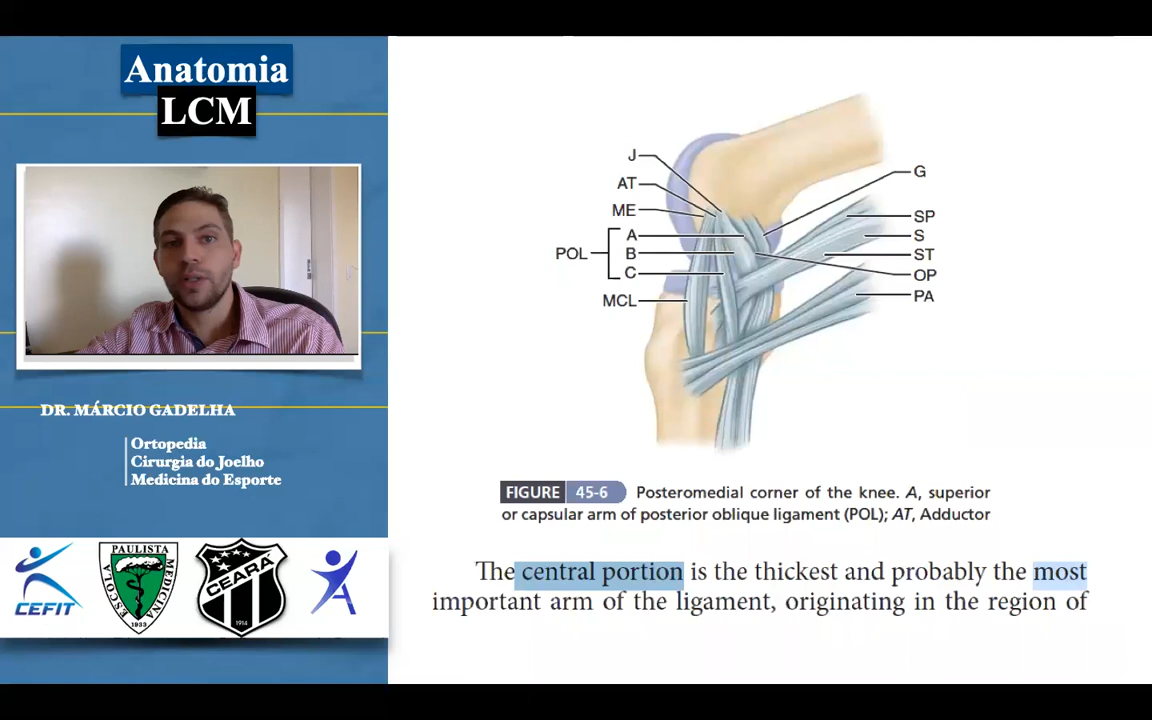 Anatomia
LCM
DR. MÁRCIO GADELHA
Ortopedia
Cirurgia do Joelho
Medicina do Esporte
CEFIT
PAULISTA
ESCOLA
MEDICINA
1933
CEARÁ
1914
A
J
AT
ME
A
POL
B
C
MCL
G
SP
S
ST
OP
PA
FIGURE 45-6 Posteromedial corner of the knee. A, superior
or capsular arm of posterior oblique ligament (POL); AT, Adductor
The central portion is the thickest and probably the most
important arm of the ligament, originating in the region of